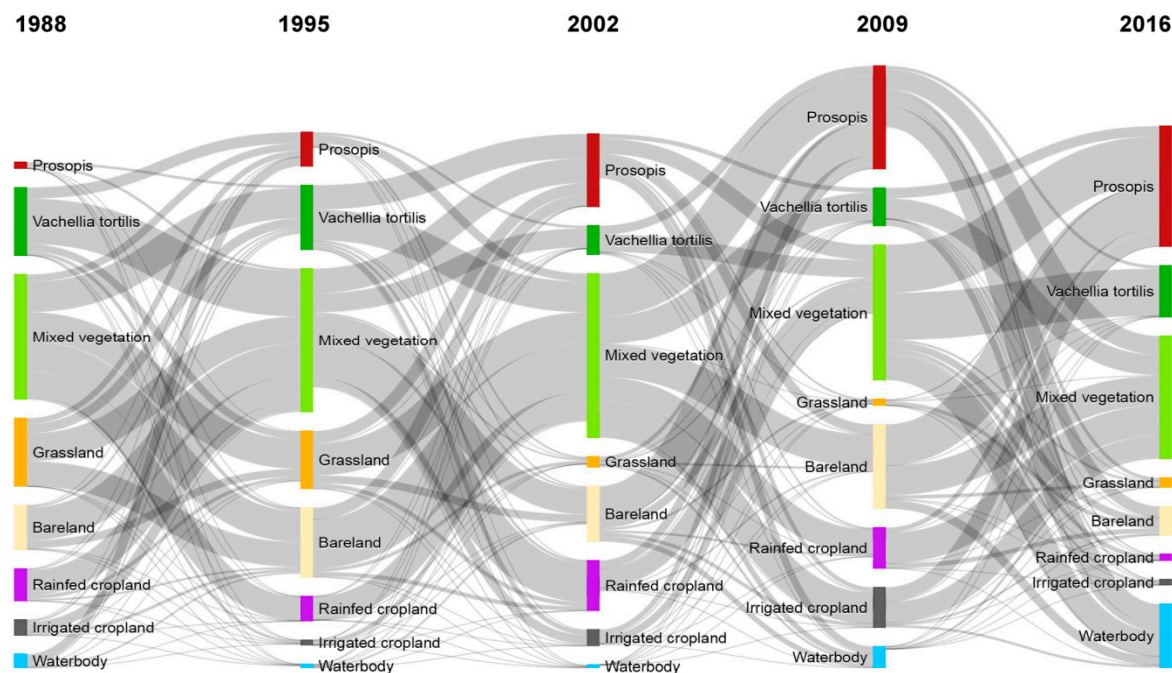 1988 1995 2002 2009 2016
Prosopis
Vachellia tortilis
Mixed vegetation
Grassland
Bareland
Rainfed cropland
Irrigated cropland
Waterbody
Prosopis
Vachellia tortilis
Mixed vegetation
Grassland
Bareland
Rainfed cropland
Irrigated cropland
Waterbody
Prosopis
Vachellia tortilis
Mixed vegetation
Grassland
Bareland
Rainfed cropland
Irrigated cropland
Waterbody
Prosopis
Vachellia tortilis
Mixed vegetation
Grassland
Bareland
Rainfed cropland
Irrigated cropland
Waterbody
Prosopis
Vachellia tortilis
Mixed vegetation
Grassland
Bareland
Rainfed cropland
Irrigated cropland
Waterbody